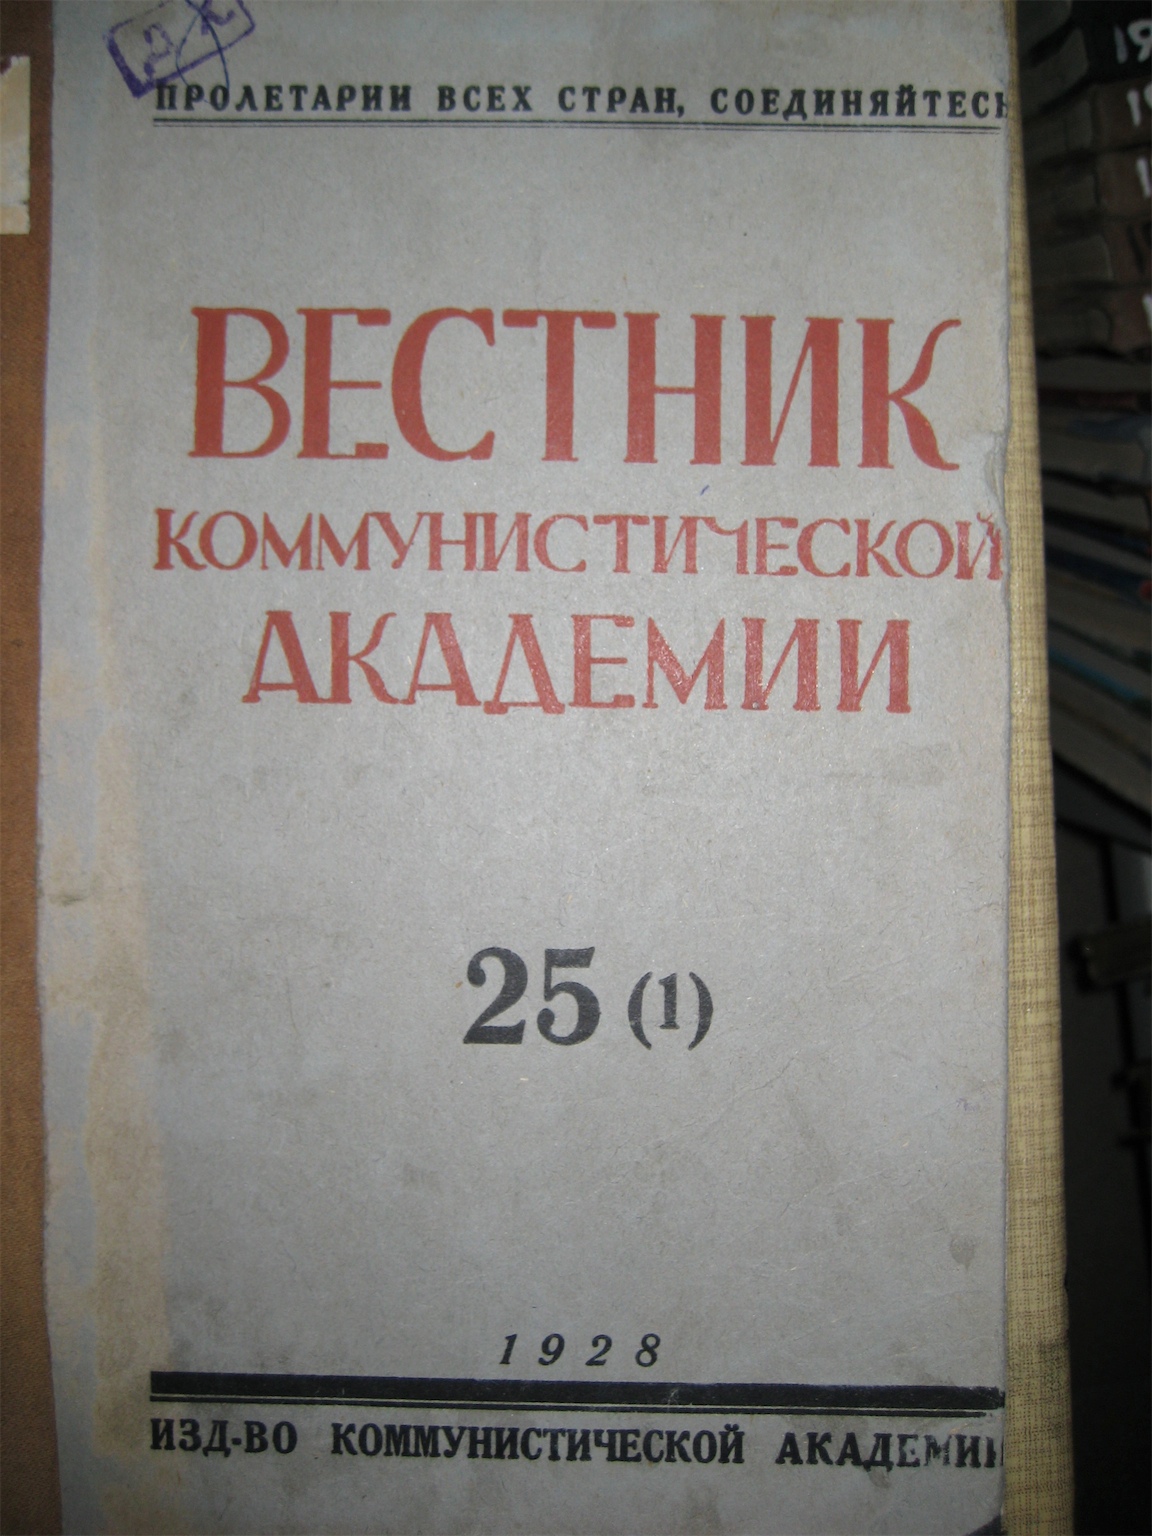 ПРОЛЕТАРИИ ВСЕХ СТРАН, СОЕДИНЯЙТЕСЬ
ВЕСТНИК
КОММУНИСТИЧЕСКОЙ
АКАДЕМИИ
25 (1)
1928
ИЗД-ВО КОММУНИСТИЧЕСКОЙ АКАДЕМИИ